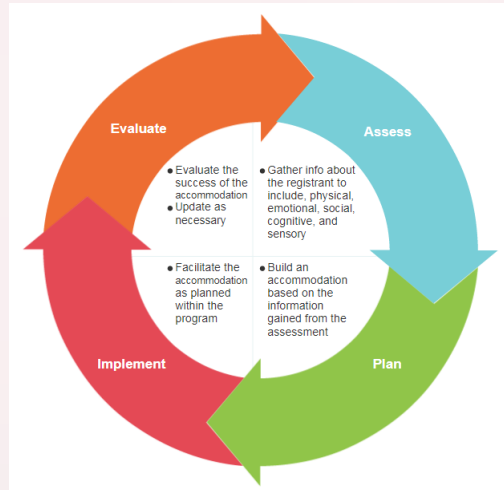 Evaluate
Assess
• Evaluate the
success of the
accommodation
• Update as
necessary
• Gather info about
the registrant to
include, physical,
emotional, social,
cognitive, and
sensory
• Facilitate the
accommodation
as planned
within the
program
• Build an
accommodation
based on the
information
gained from the
assessment
Implement
Plan